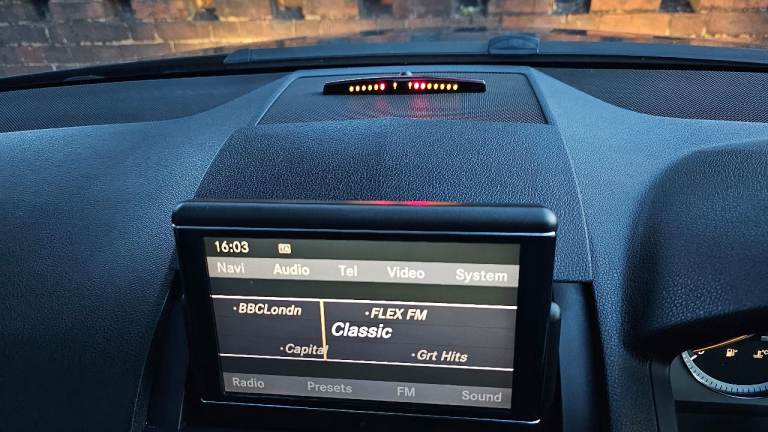 16:03
Navi Audio Tel Video System
•BBCLondn •FLEX FM
Classic
•Capital •Grt Hits
Radio Presets FM Sound